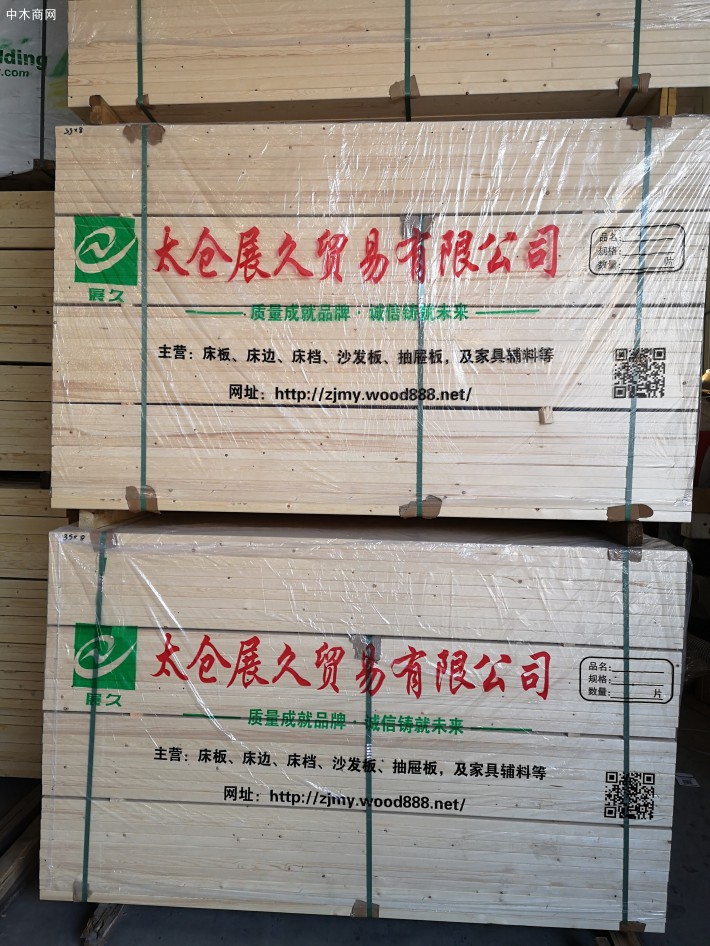 中木商网
lding
.com
35×8
展久
太仓展久贸易有限公司
质量成就品牌·诚信铸就未来
主营：床板、床边、床档、沙发板、抽屉板，及家具辅料等
网址：http://zjmy.wood888.net/
品名：
规格：
数量： 片
35×8
展久
太仓展久贸易有限公司
质量成就品牌·诚信铸就未来
主营：床板、床边、床档、沙发板、抽屉板，及家具辅料等
网址：http://zjmy.wood888.net/
品名：
规格：
数量： 片